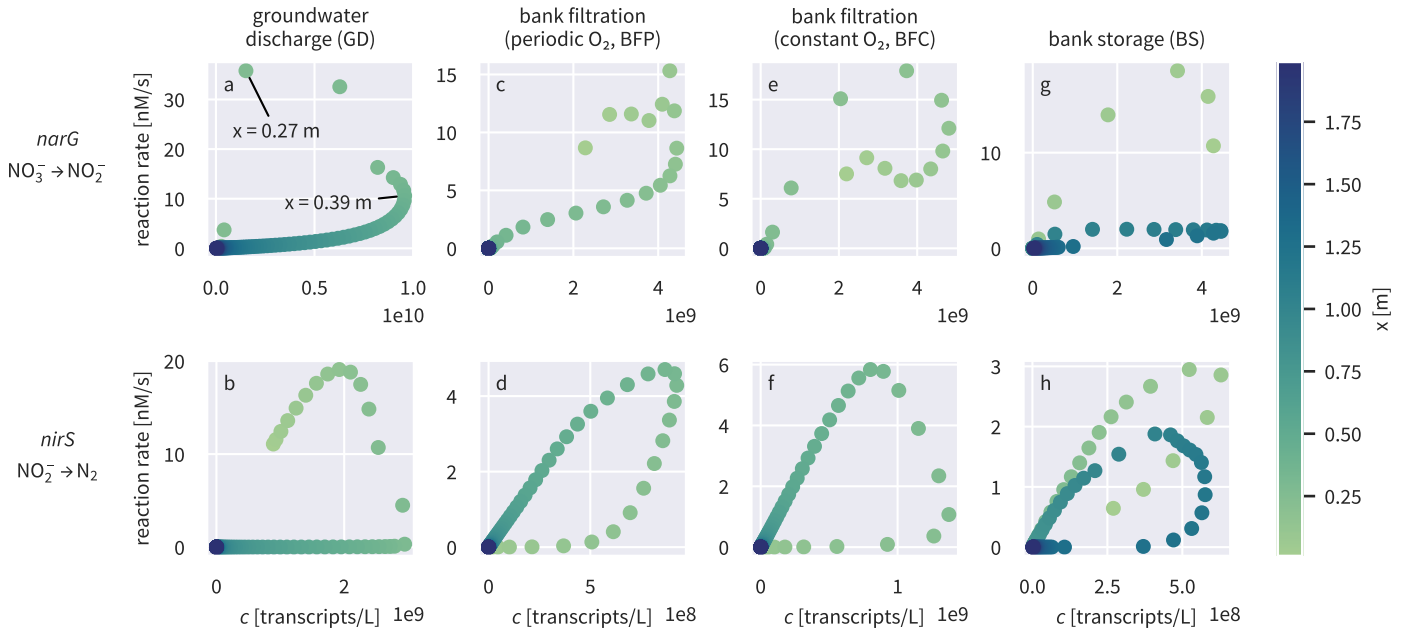 groundwater
discharge (GD)
bank filtration
(periodic O₂, BFP)
bank filtration
(constant O₂, BFC)
bank storage (BS)
narG
NO₃⁻ → NO₂⁻
reaction rate [nM/s]
30
20
10
0
a
x = 0.27 m
x = 0.39 m
0.0 0.5 1.0
1e10
15
10
5
0
c
0 2 4
1e9
15
10
5
0
e
0 2 4
1e9
10
0
g
0 2 4
1e9
nirS
NO₂⁻ → N₂
reaction rate [nM/s]
20
10
0
b
0 2
c [transcripts/L] 1e9
4
2
0
d
0 5
c [transcripts/L] 1e8
6
4
2
0
f
0 1
c [transcripts/L] 1e9
3
2
1
0
h
0.0 2.5 5.0
c [transcripts/L] 1e8
1.75
1.50
1.25
1.00
0.75
0.50
0.25
x [m]